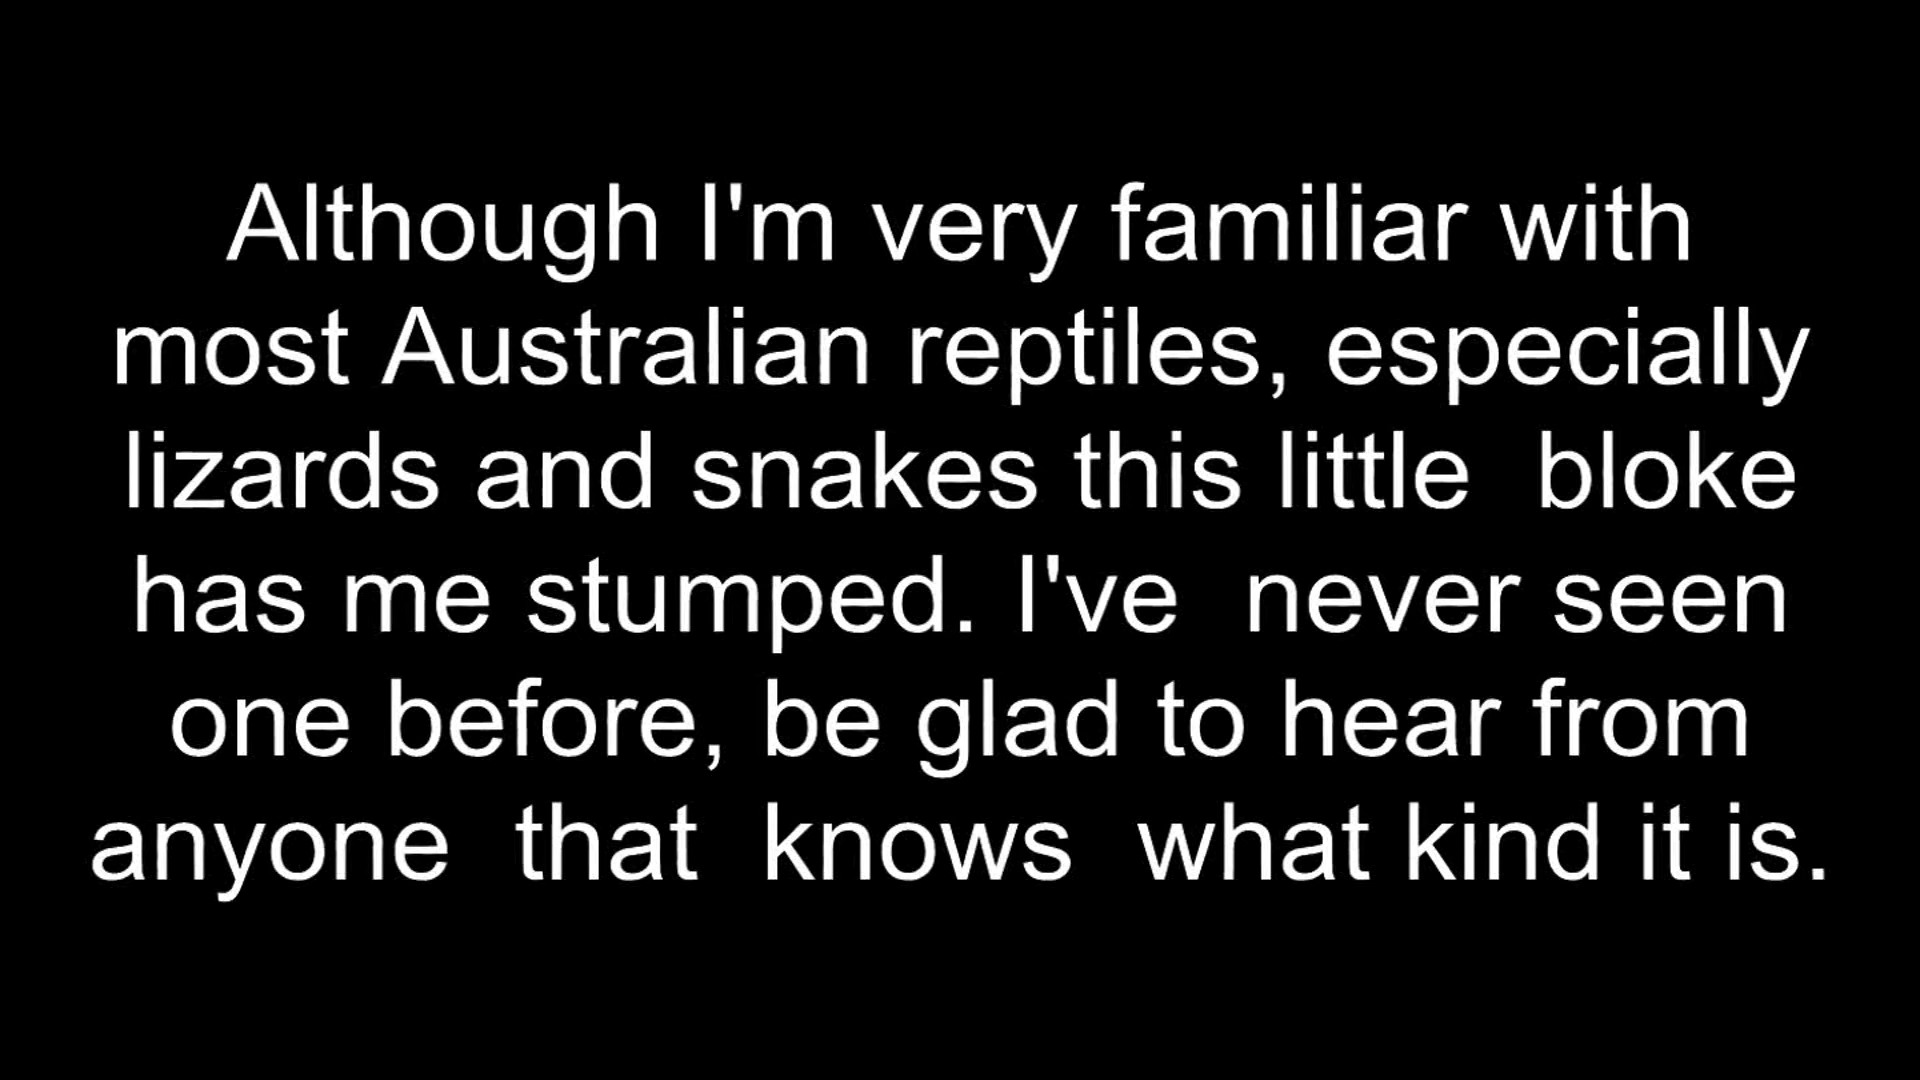 Although I'm very familiar with
most Australian reptiles, especially
lizards and snakes this little  bloke
has me stumped. I've  never seen
one before, be glad to hear from
anyone  that  knows  what kind it is.